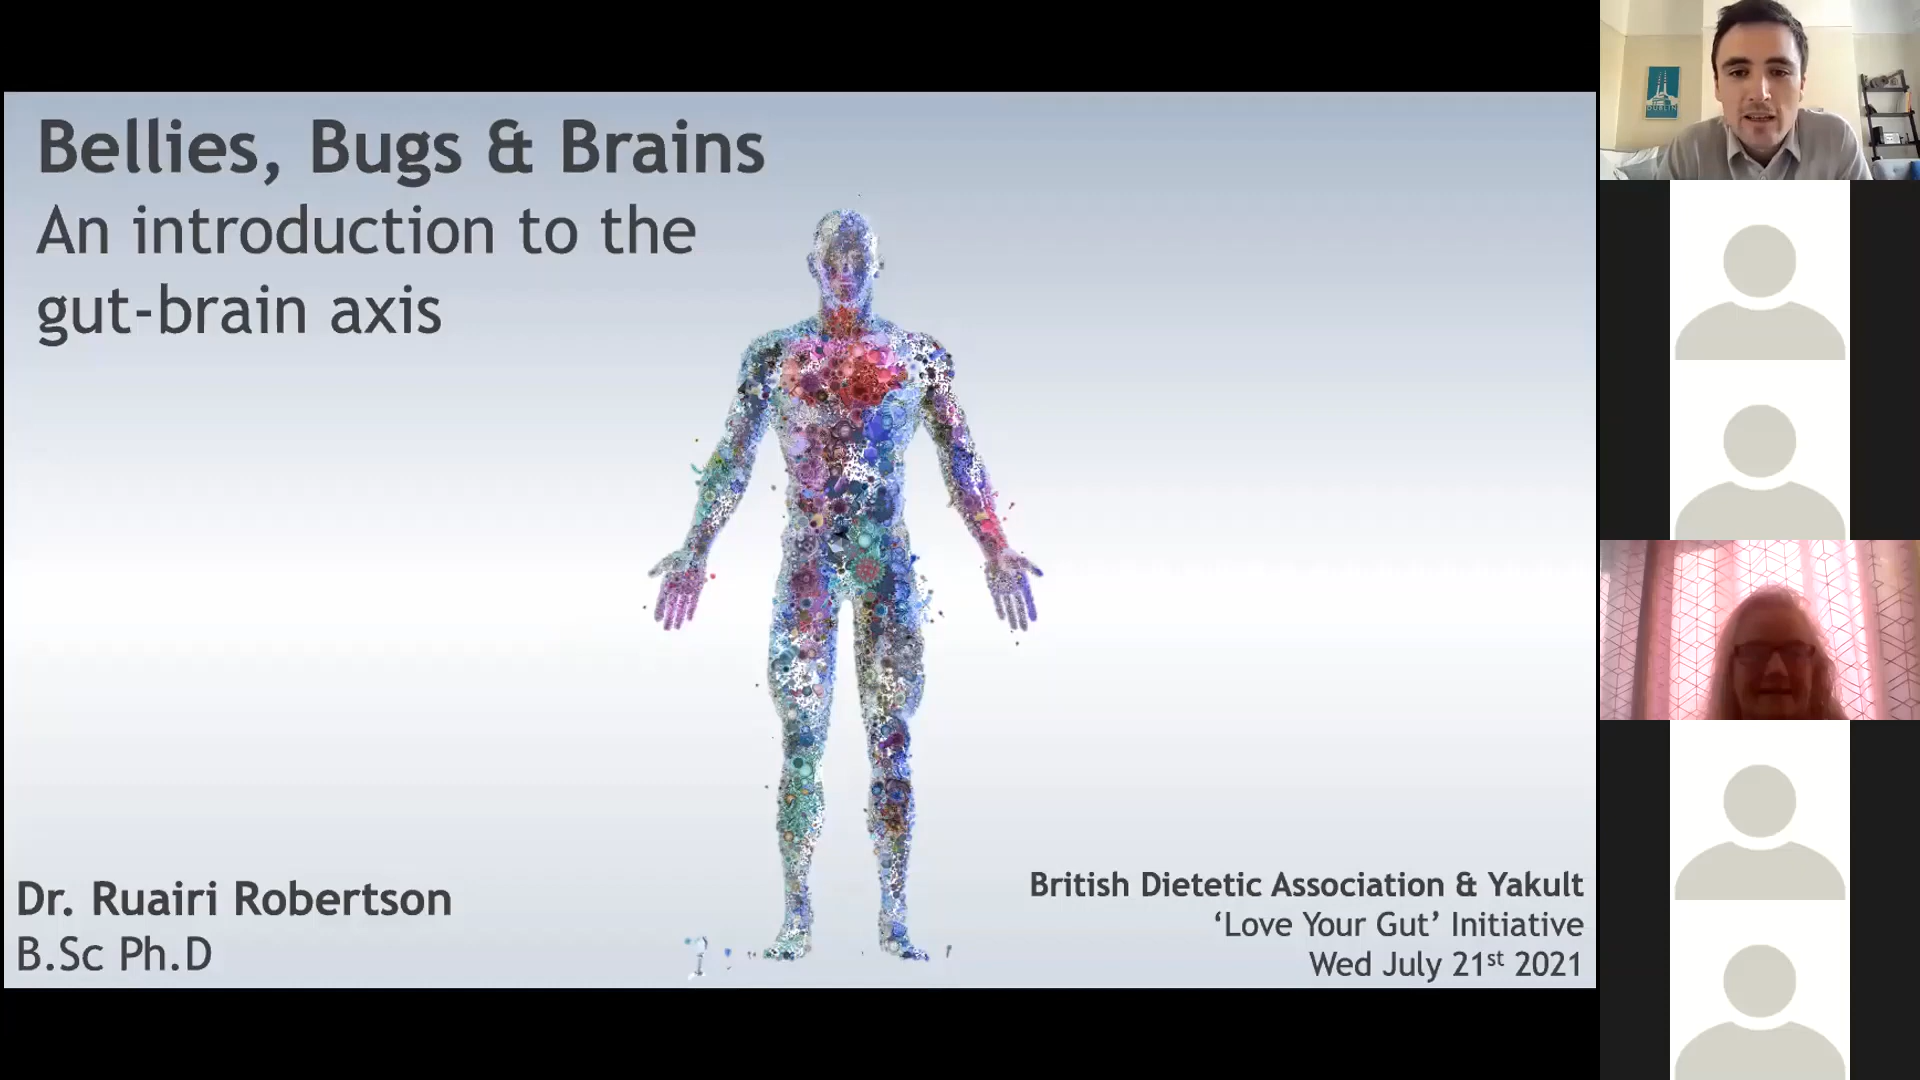 Bellies, Bugs & Brains
An introduction to the
gut-brain axis
Dr. Ruairi Robertson
B.Sc Ph.D
British Dietetic Association & Yakult
‘Love Your Gut’ Initiative
Wed July 21st 2021
DUBLIN